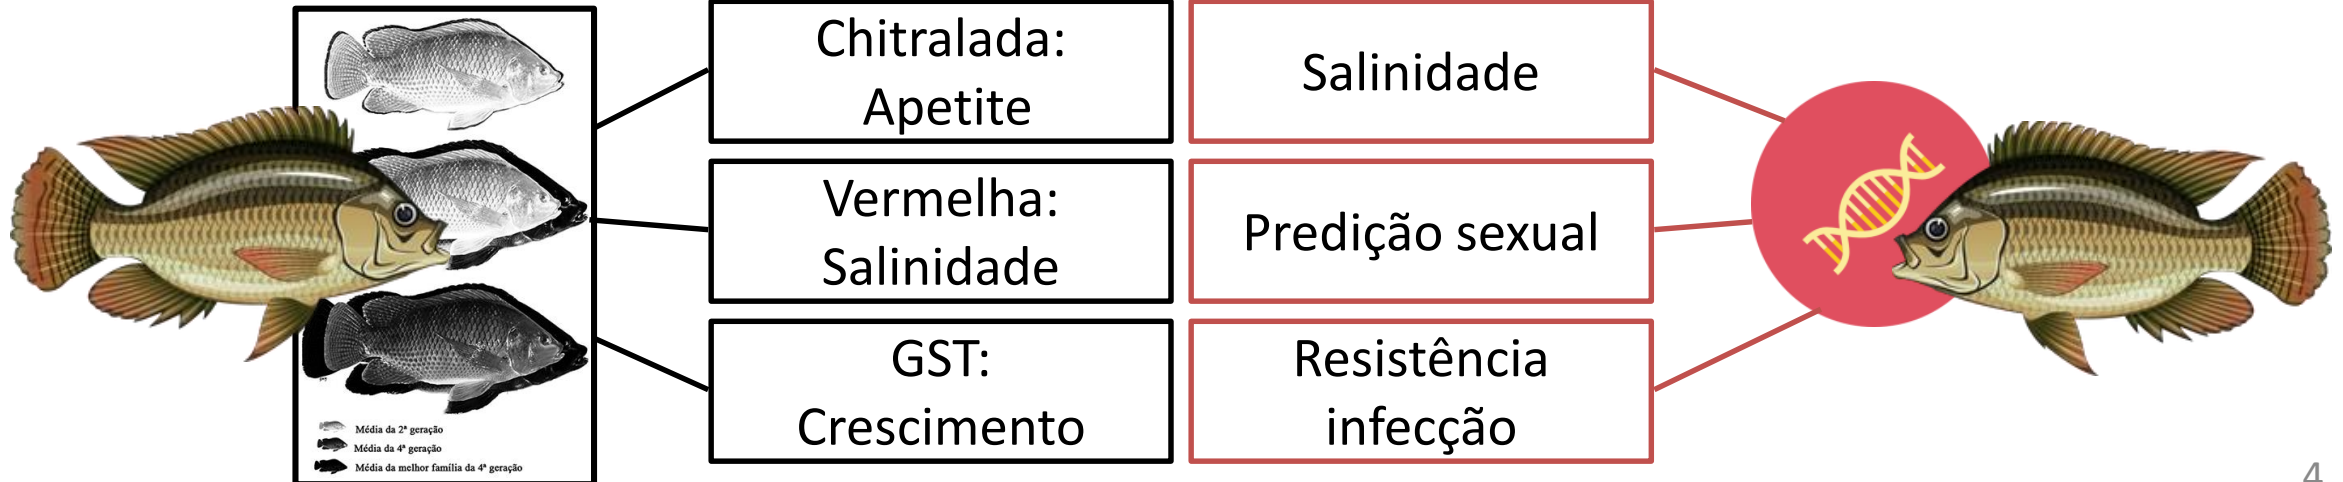 Chitralada:
Apetite
Vermelha:
Salinidade
GST:
Crescimento
Salinidade
Predição sexual
Resistência
infecção
Média da 2ª geração
Média da 4ª geração
Média da melhor família da 4ª geração
4